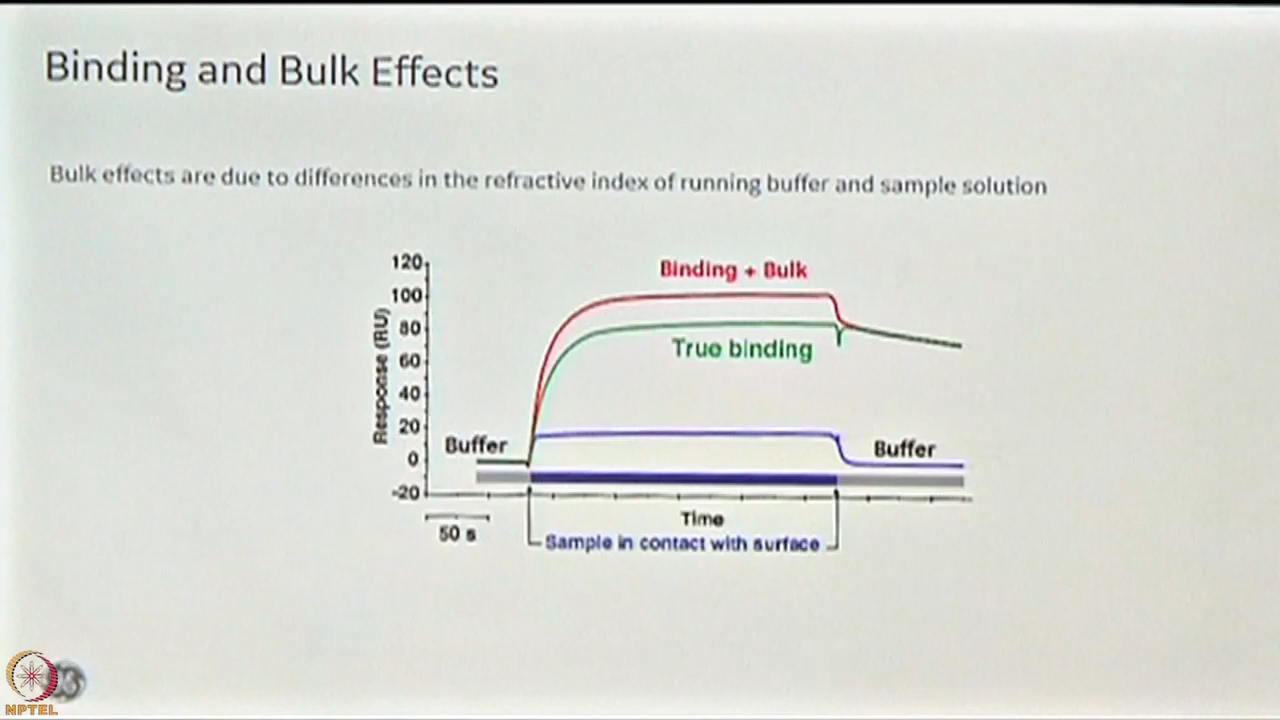 Binding and Bulk Effects
Bulk effects are due to differences in the refractive index of running buffer and sample solution
120
100
80
60
40
20
0
-20
Response (RU)
Binding + Bulk
True binding
Buffer
Buffer
50 s
Time
Sample in contact with surface
NPTEL